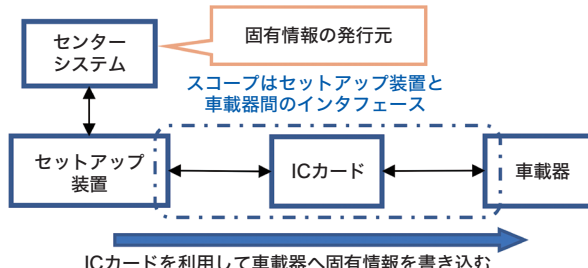 センター
システム
固有情報の発行元
スコープはセットアップ装置と
車載器間のインタフェース
セットアップ
装置
ICカード
車載器
ICカードを利用して車載器へ固有情報を書き込む